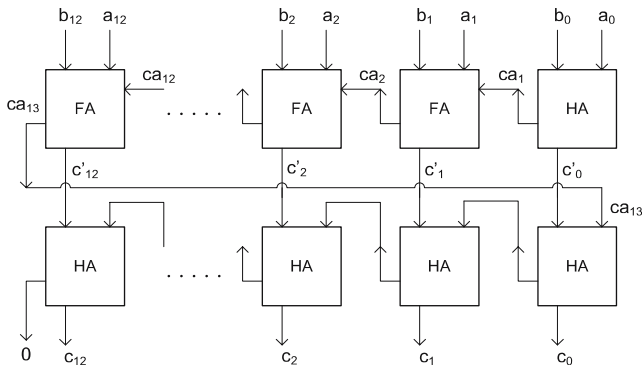 b12 a12 b2 a2 b1 a1 b0 a0
ca13 FA ca12 . . . . . FA ca2 FA ca1 HA
c'12 c'2 c'1 c'0
ca13
HA . . . . . HA HA HA
0 c12 c2 c1 c0